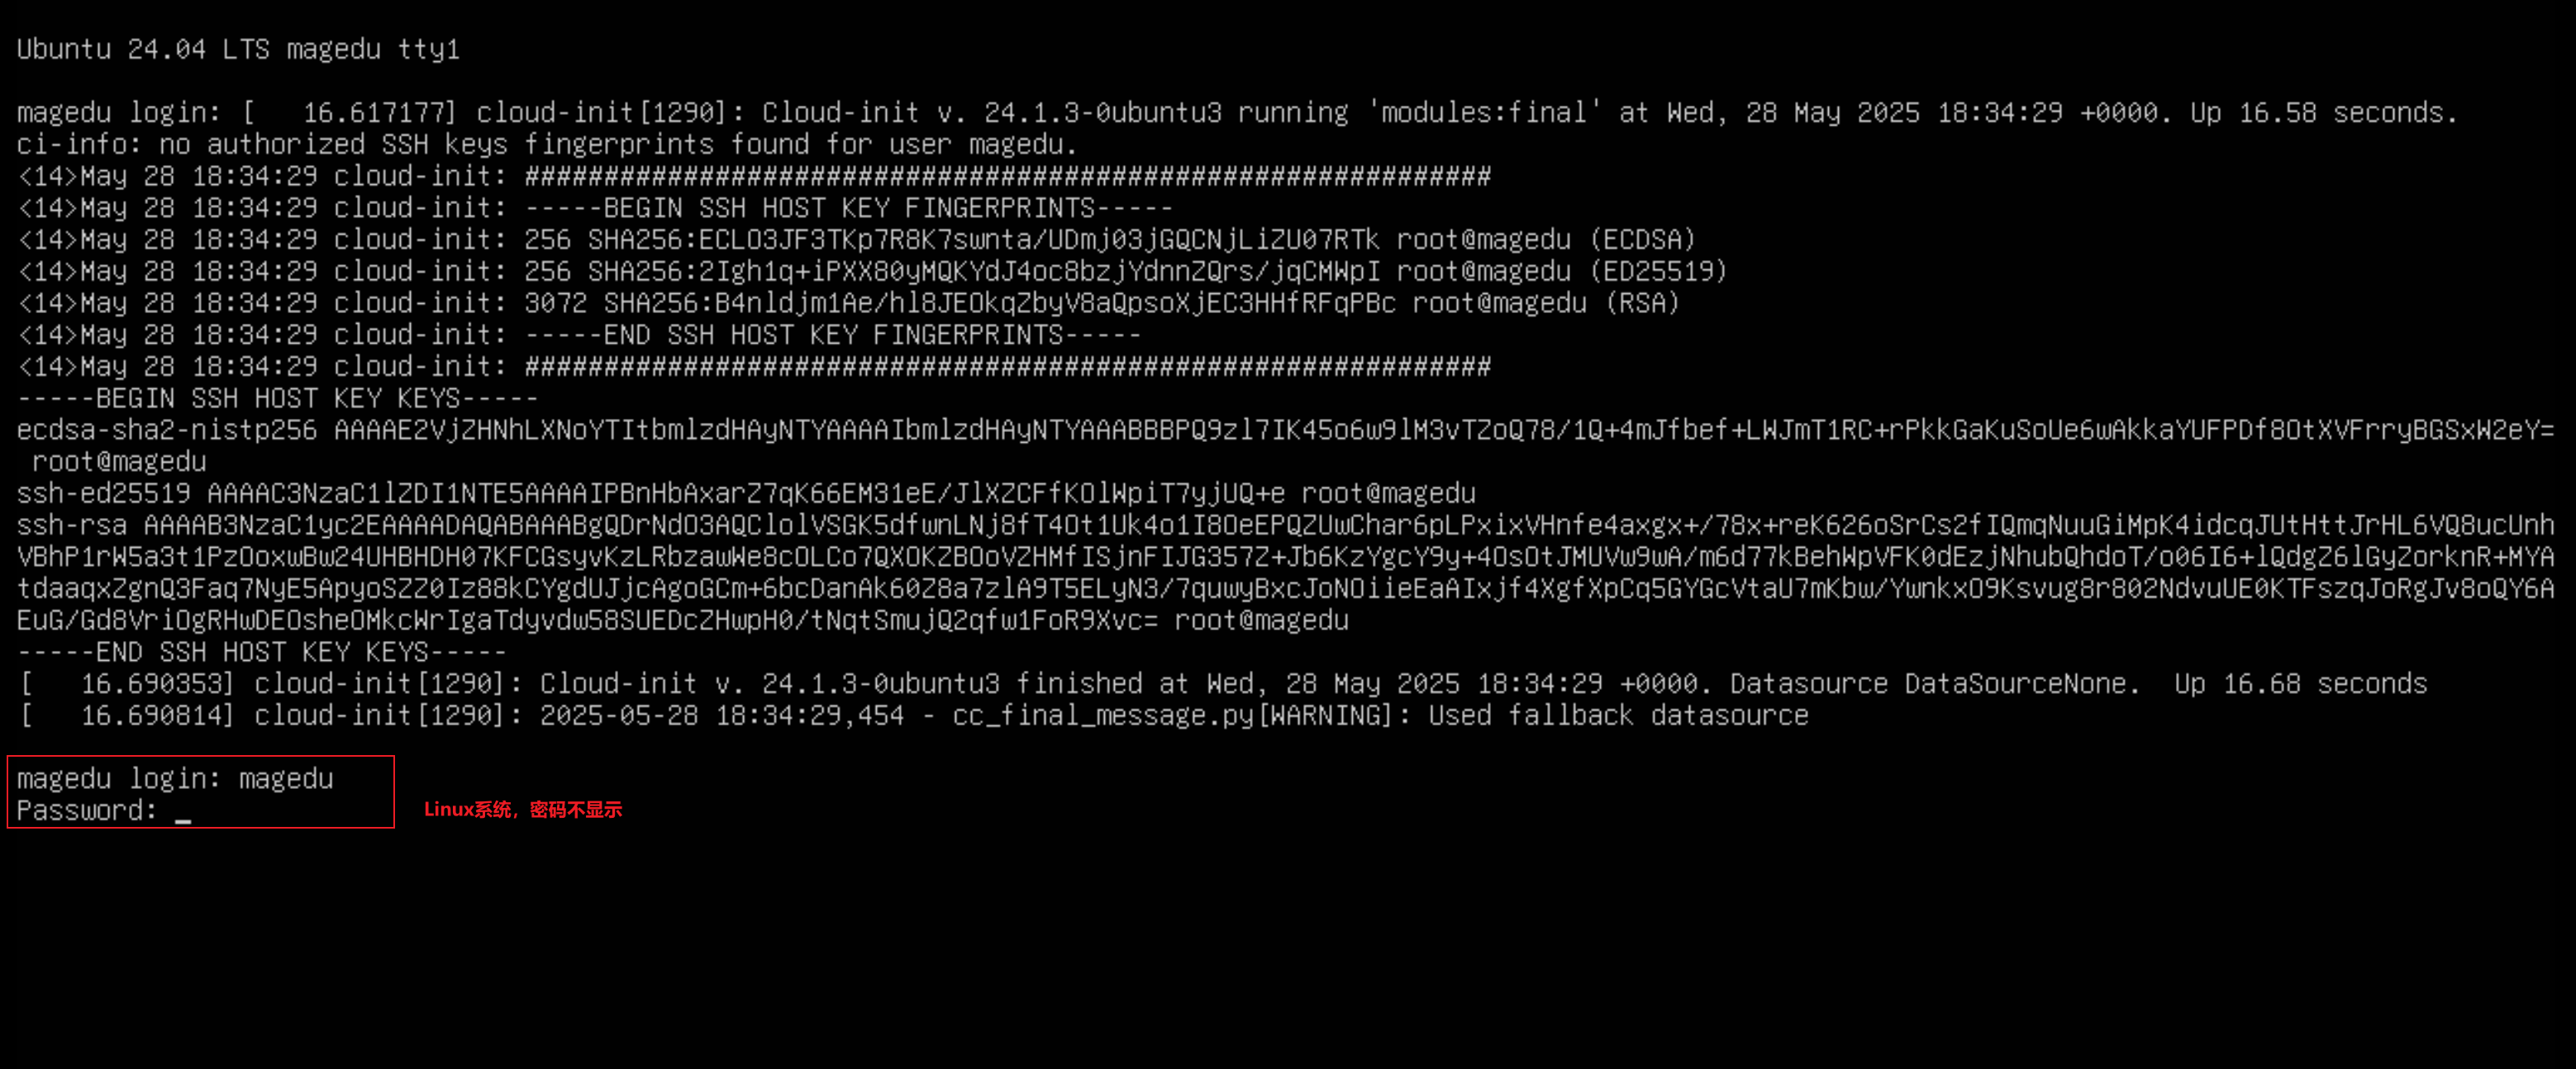 Ubuntu 24.04 LTS magedu tty1
magedu login: [   16.617177] cloud-init[1290]: Cloud-init v. 24.1.3-0ubuntu3 running 'modules:final' at Wed, 28 May 2025 18:34:29 +0000. Up 16.58 seconds.
ci-info: no authorized SSH keys fingerprints found for user magedu.
<14>May 28 18:34:29 cloud-init: #############################################################
<14>May 28 18:34:29 cloud-init: -----BEGIN SSH HOST KEY FINGERPRINTS-----
<14>May 28 18:34:29 cloud-init: 256 SHA256:ECLO3JF3TKp7R8K7swnta/UDmj03jGQCNjLiZU07RTk root@magedu (ECDSA)
<14>May 28 18:34:29 cloud-init: 256 SHA256:2Igh1q+iPXX80yMQKYdJ4oc8bzjYdnnZQrs/jqCMWpI root@magedu (ED25519)
<14>May 28 18:34:29 cloud-init: 3072 SHA256:B4nldjm1Ae/hl8JEOkqZbyV8aQpsoXjEC3HHfRFqPBc root@magedu (RSA)
<14>May 28 18:34:29 cloud-init: -----END SSH HOST KEY FINGERPRINTS-----
<14>May 28 18:34:29 cloud-init: #############################################################
-----BEGIN SSH HOST KEY KEYS-----
ecdsa-sha2-nistp256 AAAAE2VjZHNhLXNoYTItbmlzdHAyNTYAAAAIbmlzdHAyNTYAAABBBPQ9zl7IK45o6w9lM3vTZoQ78/1Q+4mJfbef+LWJmT1RC+rPkkGaKuSoUe6wAkkaYUFPDf8OtXVFrryBGSxW2eY=
root@magedu
ssh-ed25519 AAAAC3NzaC1lZDI1NTE5AAAAIPBnHbAxarZ7qK66EM31eE/JlXZCFfKOlWpiT7yjUQ+e root@magedu
ssh-rsa AAAAB3NzaC1yc2EAAAADAQABAAABgQDrNdO3AQClolVSGK5dfwnLNj8fT4Ot1Uk4o1I8OeEPQZUwChar6pLPxixVHnfe4axgx+/78x+reK626oSrCs2fIQmqNuuGiMpK4idcqJUtHttJrHL6VQ8ucUnh
VBhP1rW5a3t1PzOoxwBw24UHBHDH07KFCGsyvKzLRbzawWe8cOLCo7QXOKZBOoVZHMfISjnFIJG357Z+Jb6KzYgcY9y+4OsOtJMUVw9wA/m6d77kBehWpVFK0dEzjNhubQhdoT/o06I6+lQdgZ6lGyZorknR+MYA
tdaaqxZgnQ3Faq7NyE5ApyoSZZ0Iz88kCYgdUJjcAgoGCm+6bcDanAk60Z8a7zlA9T5ELyN3/7quwyBxcJoNOiieEaAIxjf4XgfXpCq5GYGcVtaU7mKbw/YwnkxO9Ksvug8r802NdvuUE0KTFszqJoRgJv8oQY6A
EuG/Gd8VriOgRHwDEOsheOMkcWrIgaTdyvdw58SUEDcZHwpH0/tNqtSmujQ2qfw1FoR9Xvc= root@magedu
-----END SSH HOST KEY KEYS-----
[   16.690353] cloud-init[1290]: Cloud-init v. 24.1.3-0ubuntu3 finished at Wed, 28 May 2025 18:34:29 +0000. Datasource DataSourceNone.  Up 16.68 seconds
[   16.690814] cloud-init[1290]: 2025-05-28 18:34:29,454 - cc_final_message.py[WARNING]: Used fallback datasource
magedu login: magedu
Password: _
Linux系统，密码不显示